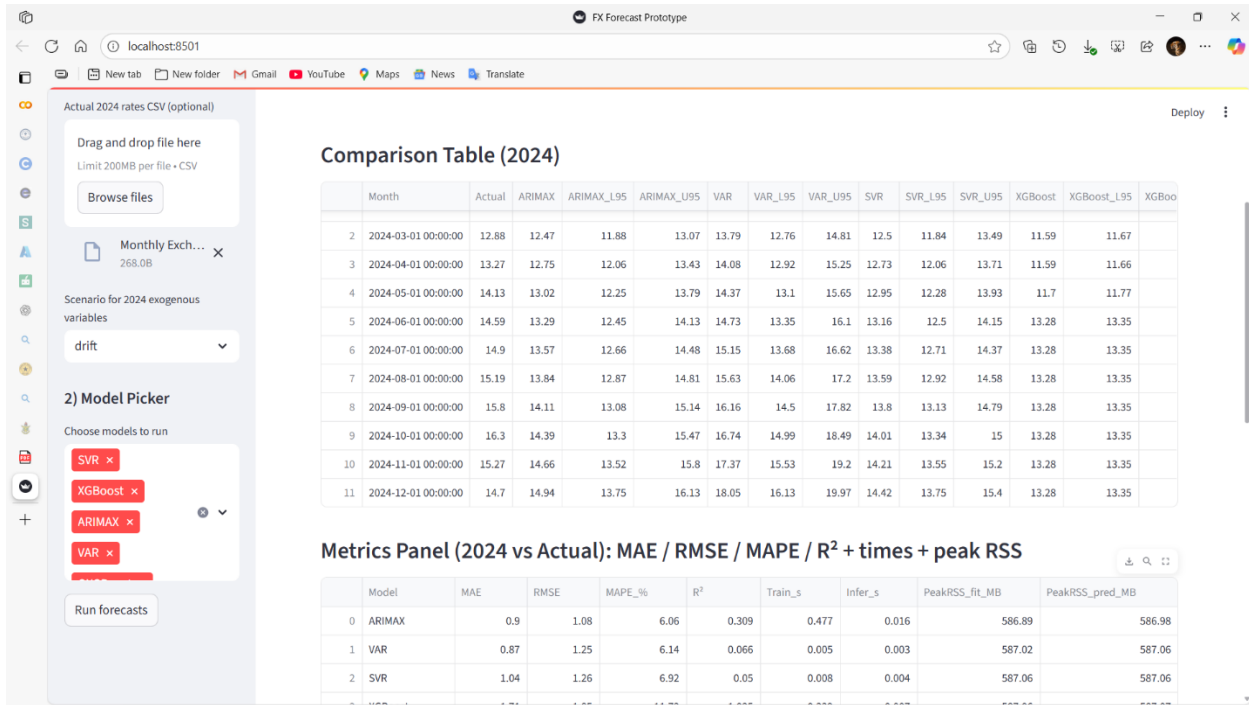 FX Forecast Prototype
localhost:8501
New tab New folder Gmail YouTube Maps News Translate
Deploy
Actual 2024 rates CSV (optional)
Drag and drop file here
Limit 200MB per file • CSV
Browse files
Monthly Exch...
268.0B
Scenario for 2024 exogenous
variables
drift
2) Model Picker
Choose models to run
SVR
XGBoost
ARIMAX
VAR
Run forecasts
Comparison Table (2024)
Month Actual ARIMAX ARIMAX_L95 ARIMAX_U95 VAR VAR_L95 VAR_U95 SVR SVR_L95 SVR_U95 XGBoost XGBoost_L95 XGBoo
2 2024-03-01 00:00:00 12.88 12.47 11.88 13.07 13.79 12.76 14.81 12.5 11.84 13.49 11.59 11.67
3 2024-04-01 00:00:00 13.27 12.75 12.06 13.43 14.08 12.92 15.25 12.73 12.06 13.71 11.59 11.66
4 2024-05-01 00:00:00 14.13 13.02 12.25 13.79 14.37 13.1 15.65 12.95 12.28 13.93 11.7 11.77
5 2024-06-01 00:00:00 14.59 13.29 12.45 14.13 14.73 13.35 16.1 13.16 12.5 14.15 13.28 13.35
6 2024-07-01 00:00:00 14.9 13.57 12.66 14.48 15.15 13.68 16.62 13.38 12.71 14.37 13.28 13.35
7 2024-08-01 00:00:00 15.19 13.84 12.87 14.81 15.63 14.06 17.2 13.59 12.92 14.58 13.28 13.35
8 2024-09-01 00:00:00 15.8 14.11 13.08 15.14 16.16 14.5 17.82 13.8 13.13 14.79 13.28 13.35
9 2024-10-01 00:00:00 16.3 14.39 13.3 15.47 16.74 14.99 18.49 14.01 13.34 15 13.28 13.35
10 2024-11-01 00:00:00 15.27 14.66 13.52 15.8 17.37 15.53 19.2 14.21 13.55 15.2 13.28 13.35
11 2024-12-01 00:00:00 14.7 14.94 13.75 16.13 18.05 16.13 19.97 14.42 13.75 15.4 13.28 13.35
Metrics Panel (2024 vs Actual): MAE / RMSE / MAPE / R² + times + peak RSS
Model MAE RMSE MAPE_% R² Train_s Infer_s PeakRSS_fit_MB PeakRSS_pred_MB
0 ARIMAX 0.9 1.08 6.06 0.309 0.477 0.016 586.89 586.98
1 VAR 0.87 1.25 6.14 0.066 0.005 0.003 587.02 587.06
2 SVR 1.04 1.26 6.92 0.05 0.008 0.004 587.06 587.06